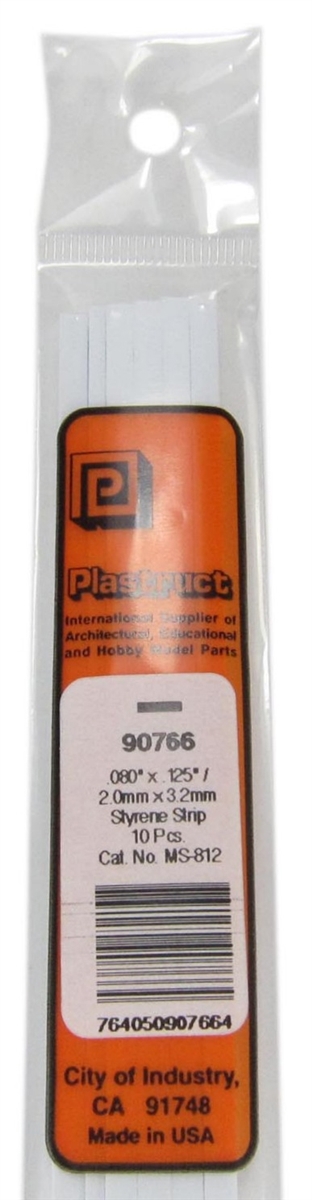 P
Plastruct
International Supplier of
Architectural, Educational
and Hobby Model Parts
90766
.080" x .125" /
2.0mm x 3.2mm
Styrene Strip
10 Pcs.
Cat. No. MS-812
764050907664
City of Industry,
CA 91748
Made in USA